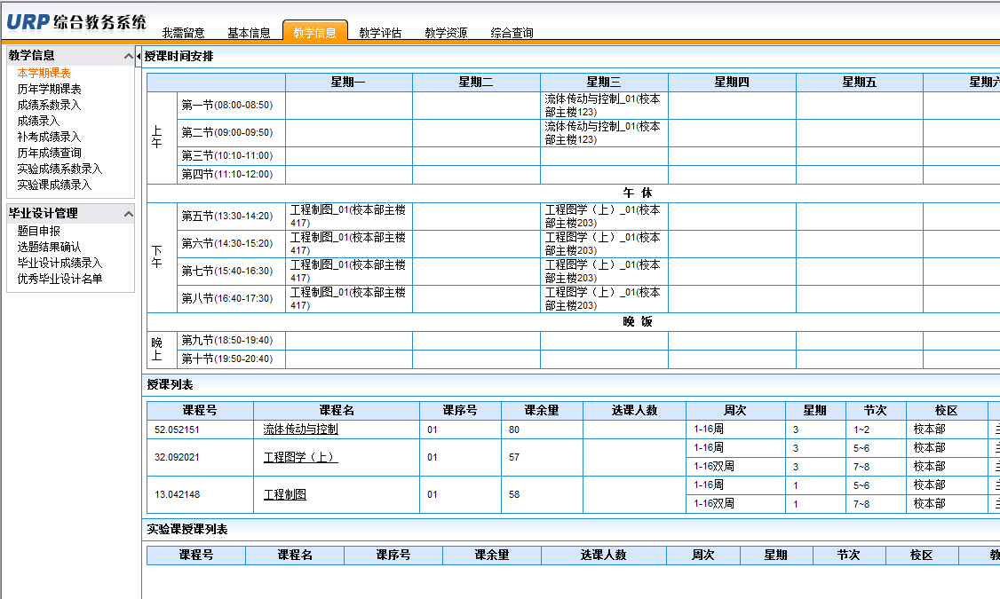 URP 综合教务系统
我需留意 基本信息 教学信息 教学评估 教学资源 综合查询
教学信息
本学期课表
历年学期课表
成绩系数录入
成绩录入
补考成绩录入
历年成绩查询
实验成绩系数录入
实验课成绩录入
毕业设计管理
题目申报
选题结果确认
毕业设计成绩录入
优秀毕业设计名单
授课时间安排
星期一 星期二 星期三 星期四 星期五 星期六
上午
第一节(08:00-08:50) 流体传动与控制_01(校本
部主楼123)
第二节(09:00-09:50) 流体传动与控制_01(校本
部主楼123)
第三节(10:10-11:00)
第四节(11:10-12:00)
午 休
下午
第五节(13:30-14:20) 工程制图_01(校本部主楼 工程图学（上）_01(校本
417) 部主楼203)
第六节(14:30-15:20) 工程制图_01(校本部主楼 工程图学（上）_01(校本
417) 部主楼203)
第七节(15:40-16:30) 工程制图_01(校本部主楼 工程图学（上）_01(校本
417) 部主楼203)
第八节(16:40-17:30) 工程制图_01(校本部主楼 工程图学（上）_01(校本
417) 部主楼203)
晚 饭
晚上
第九节(18:50-19:40)
第十节(19:50-20:40)
授课列表
课程号 课程名 课序号 课余量 选课人数 周次 星期 节次 校区
52.052151 流体传动与控制 01 80 1-16周 3 1~2 校本部
32.092021 工程图学（上） 01 57 1-16周 3 5~6 校本部
1-16双周 3 7~8 校本部
13.042148 工程制图 01 58 1-16周 1 5~6 校本部
1-16双周 1 7~8 校本部
实验课授课列表
课程号 课程名 课序号 课余量 选课人数 周次 星期 节次 校区 教